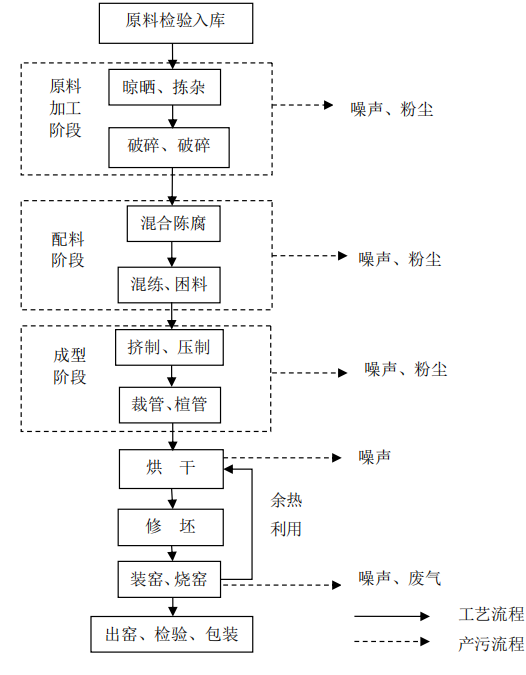 原料检验入库
原料
加工
阶段
晾晒、拣杂
破碎、破碎
噪声、粉尘
配料
阶段
混合陈腐
混练、困料
噪声、粉尘
成型
阶段
挤制、压制
裁管、楦管
噪声、粉尘
烘 干
噪声
余热
利用
修 坯
装窑、烧窑
噪声、废气
出窑、检验、包装
工艺流程
产污流程